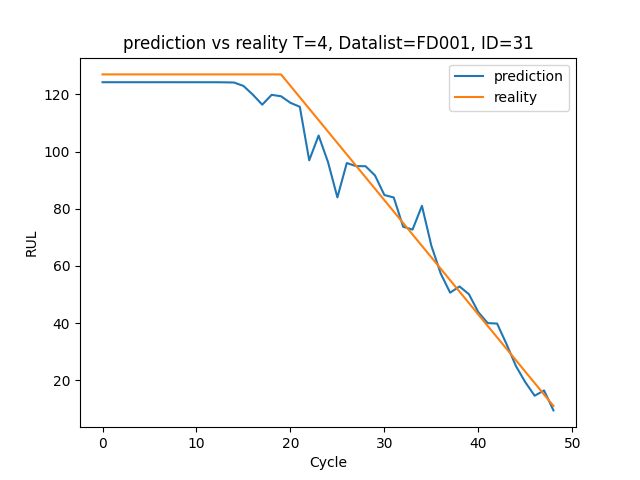 prediction vs reality T=4, Datalist=FD001, ID=31
prediction
reality
RUL
120
100
80
60
40
20
0 10 20 30 40 50
Cycle